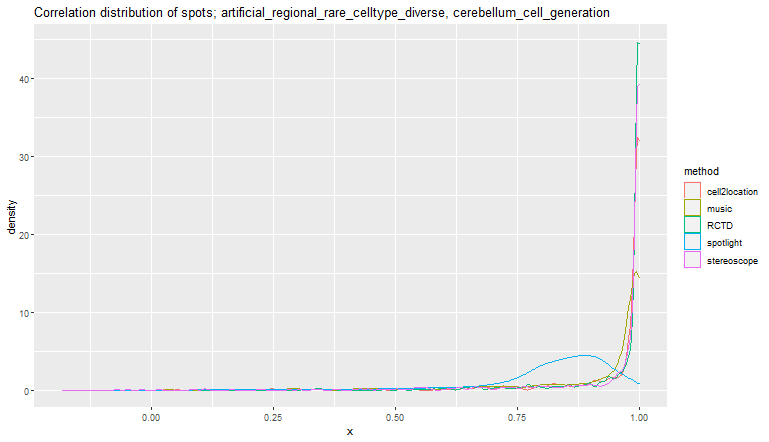 Correlation distribution of spots; artificial_regional_rare_celltype_diverse, cerebellum_cell_generation
density
40
30
20
10
0
0.00 0.25 0.50 0.75 1.00
x
method
cell2location
music
RCTD
spotlight
stereoscope